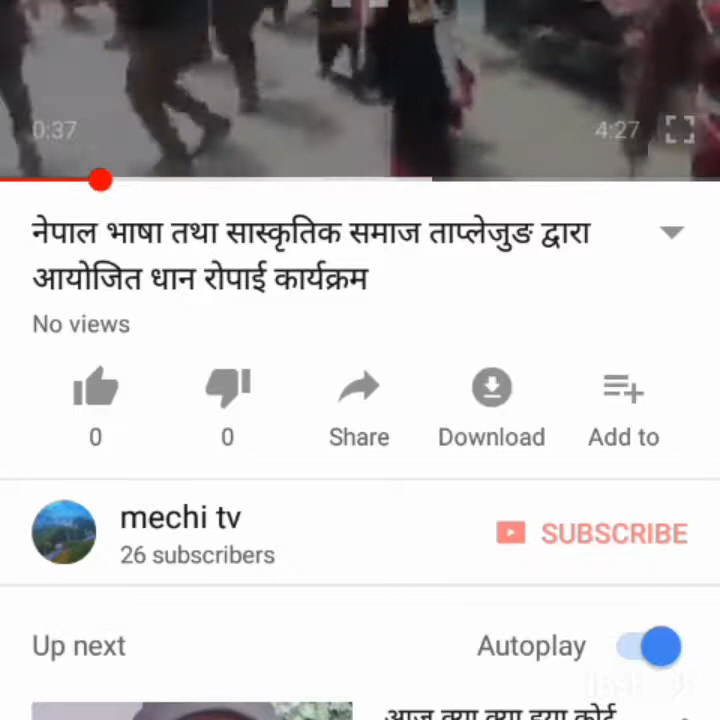 0:37 4:27
नेपाल भाषा तथा सास्कृतिक समाज ताप्लेजुङ द्वारा
आयोजित धान रोपाई कार्यक्रम
No views
0 0 Share Download Add to
mechi tv
SUBSCRIBE
26 subscribers
Up next Autoplay
आज क्या क्या हुआ कोर्ट